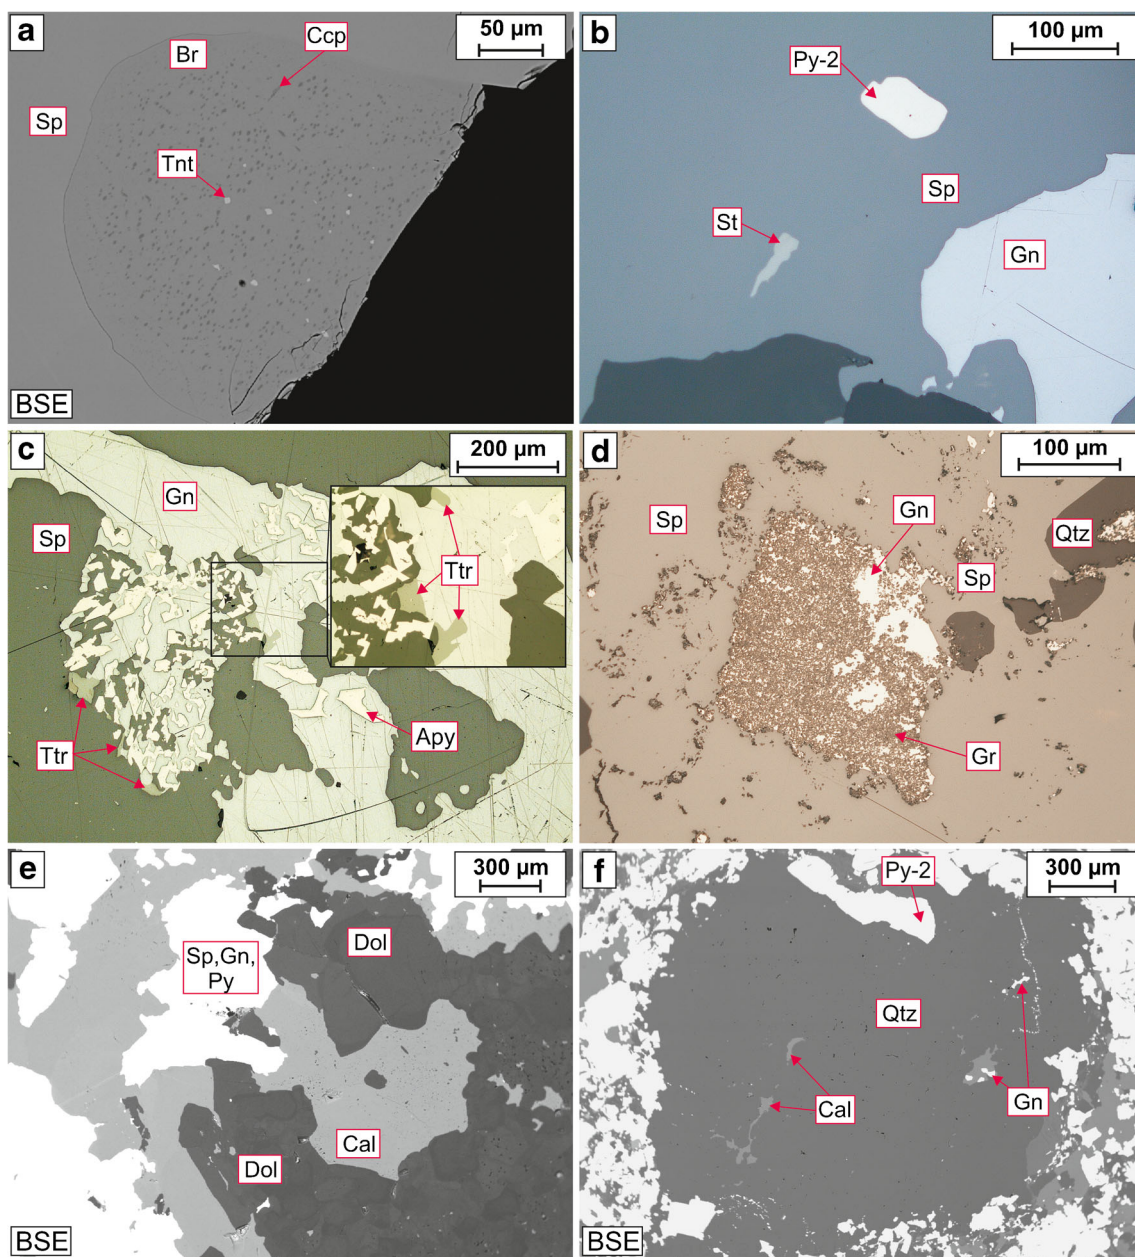 a
50 µm
Ccp
Br
Sp
Tnt
BSE
b
100 µm
Py-2
Sp
St
Gn
c
200 µm
Gn
Sp
Ttr
Ttr
Apy
d
100 µm
Gn
Sp
Qtz
Sp
Gr
e
300 µm
Dol
Sp,Gn,
Py
Cal
Dol
BSE
f
300 µm
Py-2
Qtz
Cal
Gn
BSE